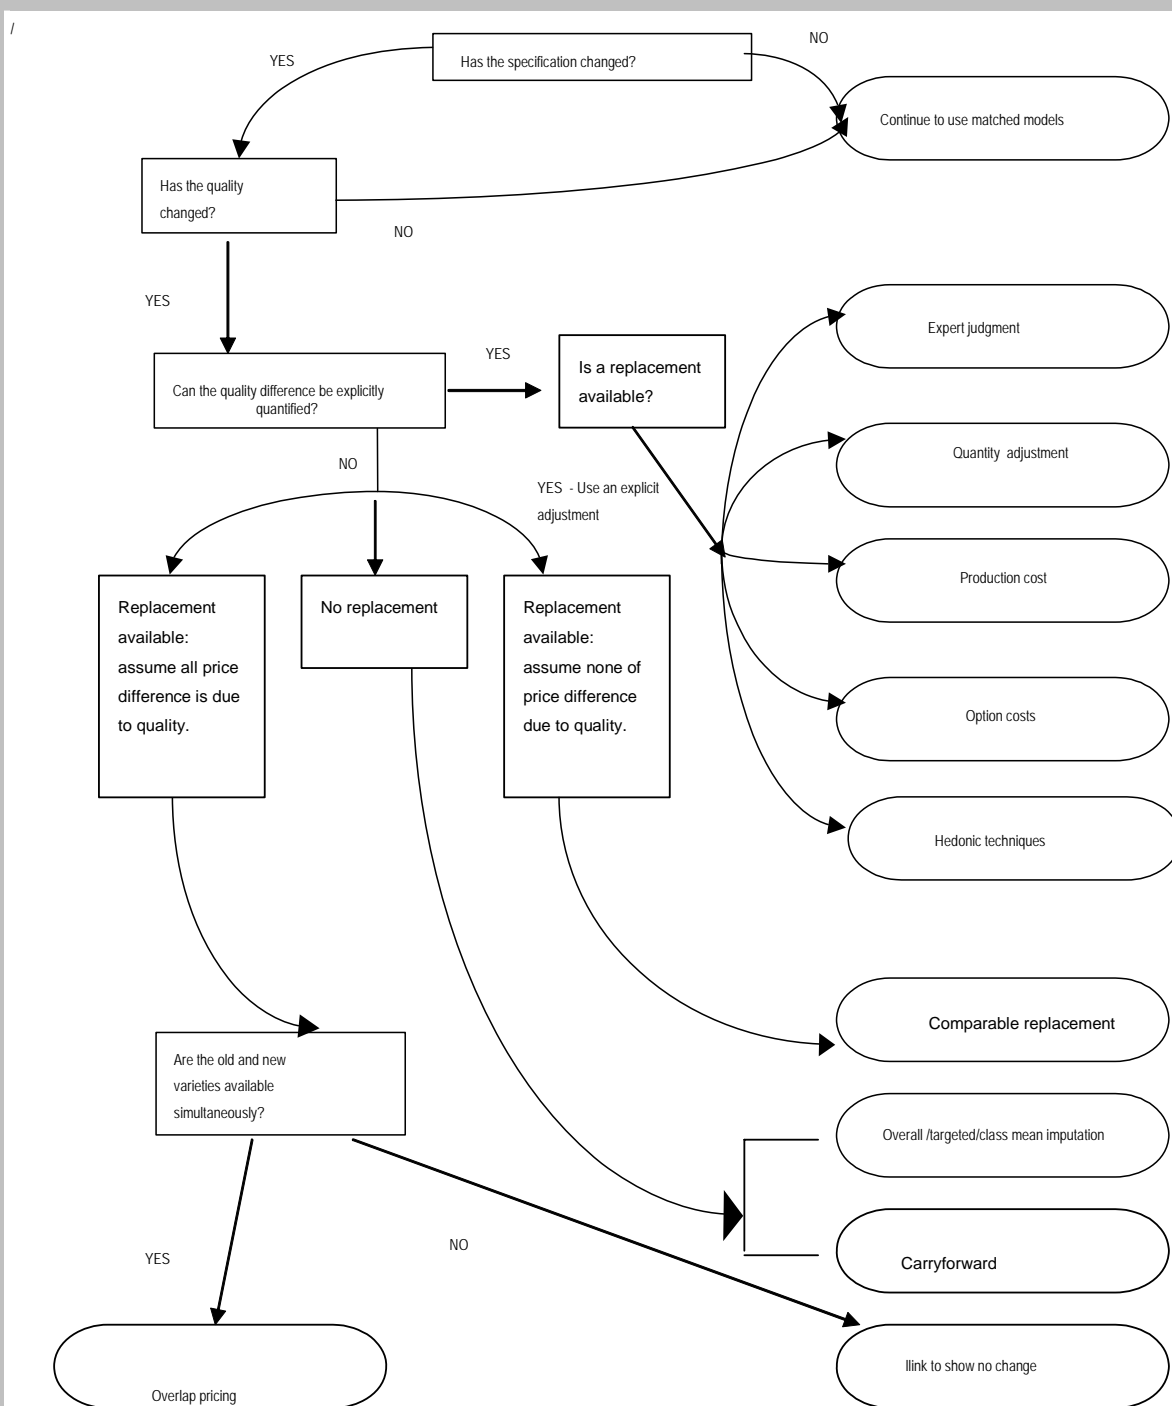 /
NO
YES
Has the specification changed?
Continue to use matched models
Has the quality
changed?
NO
YES
Expert judgment
YES
Is a replacement
available?
Can the quality difference be explicitly
quantified?
Quantity adjustment
NO
YES - Use an explicit
adjustment
Production cost
Replacement
available:
assume all price
difference is due
to quality.
No replacement
Replacement
available:
assume none of
price difference
due to quality.
Option costs
Hedonic techniques
Comparable replacement
Are the old and new
varieties available
simultaneously?
Overall /targeted/class mean imputation
NO
YES
Carryforward
Ilink to show no change
Overlap pricing